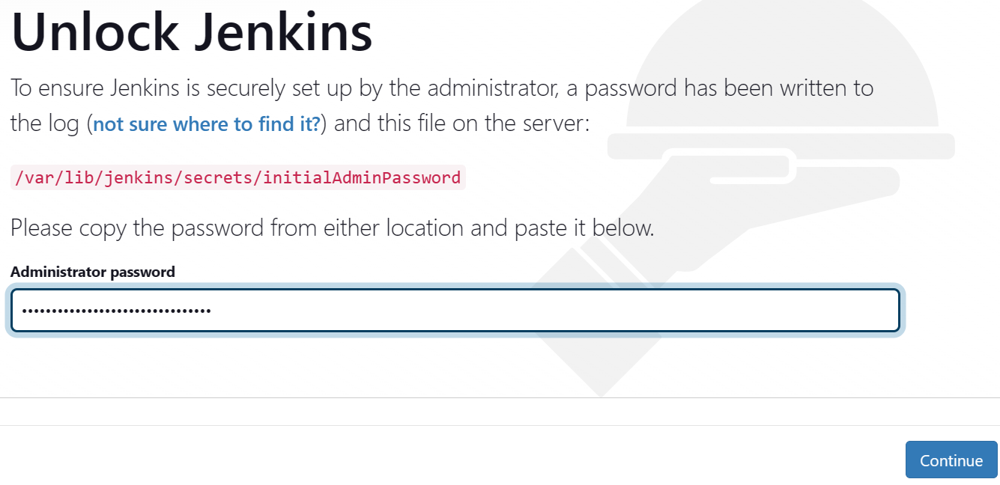 Unlock Jenkins
To ensure Jenkins is securely set up by the administrator, a password has been written to
the log (not sure where to find it?) and this file on the server:
/var/lib/jenkins/secrets/initialAdminPassword
Please copy the password from either location and paste it below.
Administrator password
••••••••••••••••••••••••••••••••
Continue